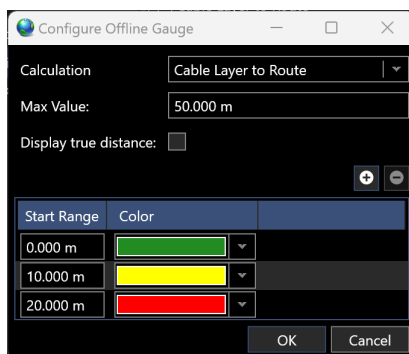 Configure Offline Gauge
Calculation Cable Layer to Route
Max Value: 50.000 m
Display true distance:
Start Range Color
0.000 m
10.000 m
20.000 m
OK Cancel